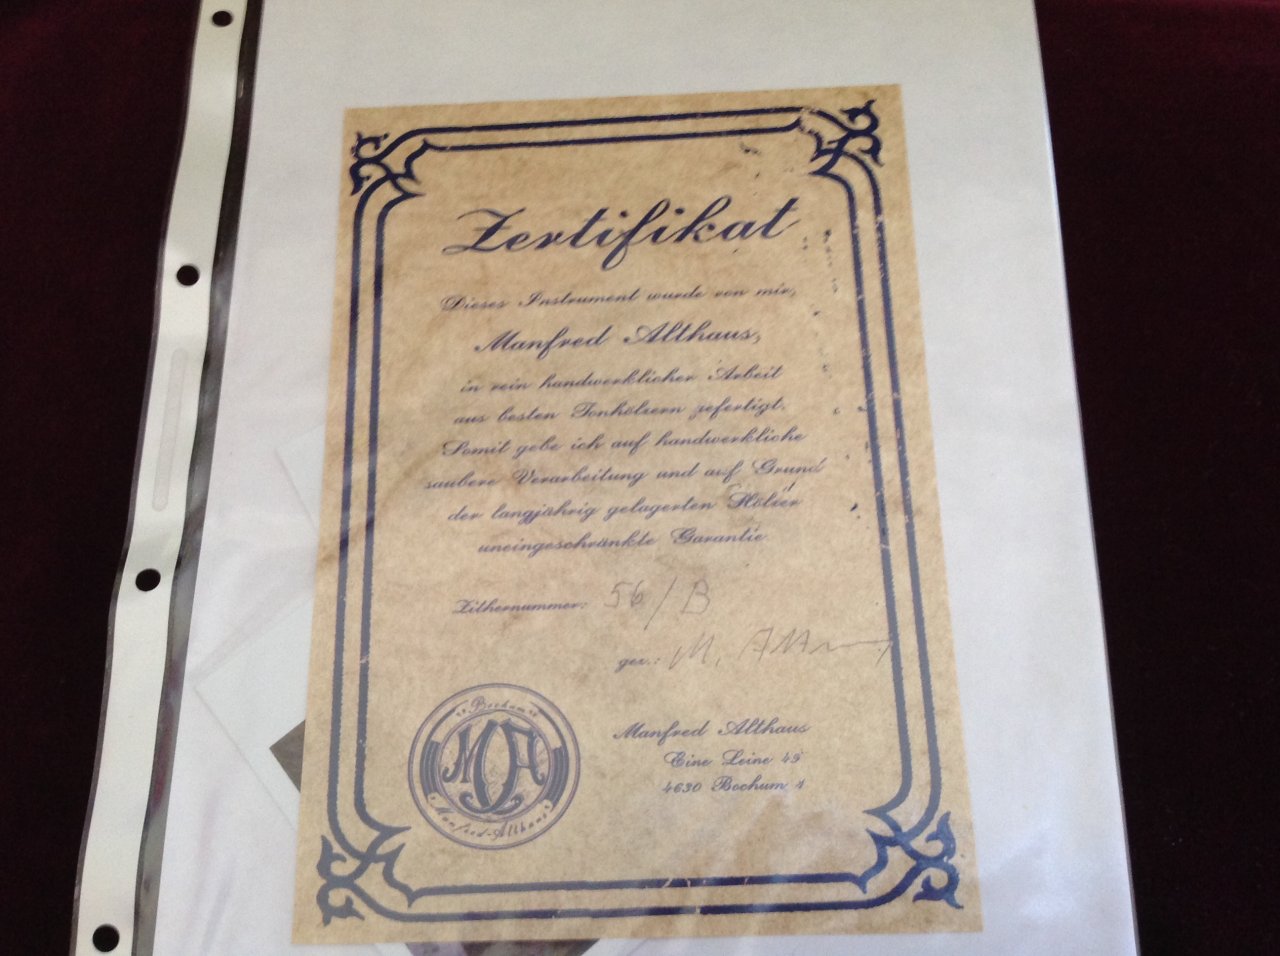 Zertifikat
Dieses Instrument wurde von mir,
Manfred Althaus,
in rein handwerklicher Arbeit
aus besten Tonhölzern gefertigt.
Somit gebe ich auf handwerkliche
saubere Verarbeitung und auf Grund
der langjährig gelagerten Hölzer
uneingeschränkte Garantie.
Zithernummer: 56/B
gez.: M. Althaus
Manfred Althaus
Eine Leine 49
4630 Bochum 1
Bochum
MA
Manfred-Althaus